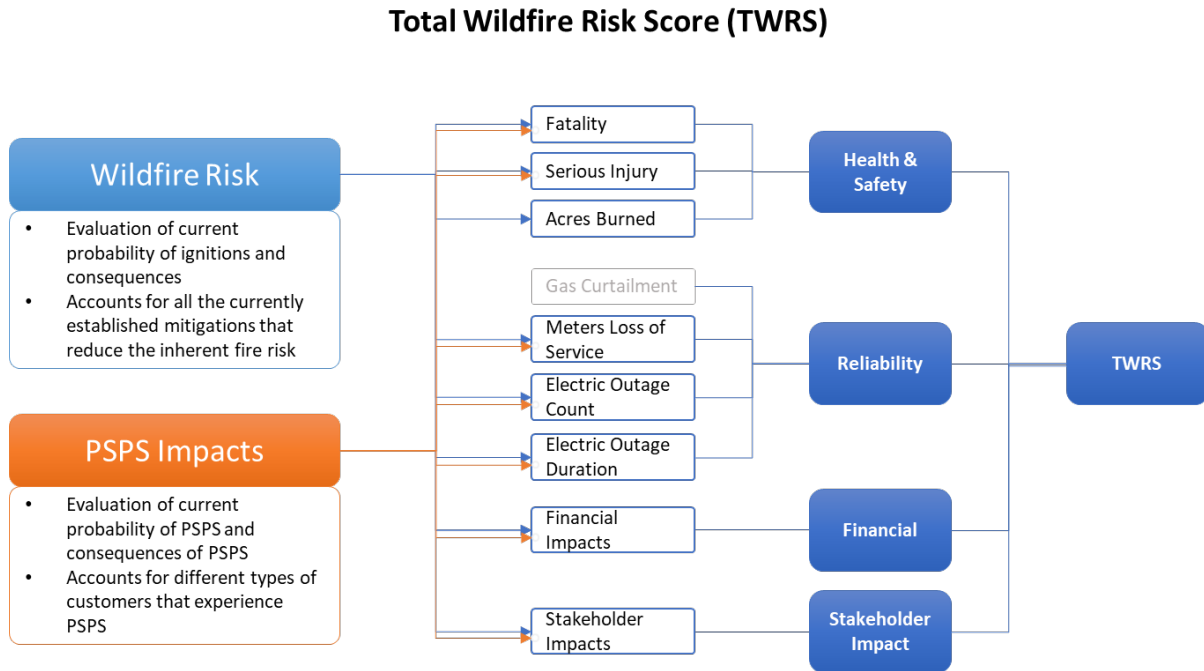 Total Wildfire Risk Score (TWRS)
Wildfire Risk
• Evaluation of current
probability of ignitions and
consequences
• Accounts for all the currently
established mitigations that
reduce the inherent fire risk
PSPS Impacts
• Evaluation of current
probability of PSPS and
consequences of PSPS
• Accounts for different types of
customers that experience
PSPS
Fatality
Serious Injury
Acres Burned
Gas Curtailment
Meters Loss of
Service
Electric Outage
Count
Electric Outage
Duration
Financial
Impacts
Stakeholder
Impacts
Health &
Safety
Reliability
Financial
Stakeholder
Impact
TWRS